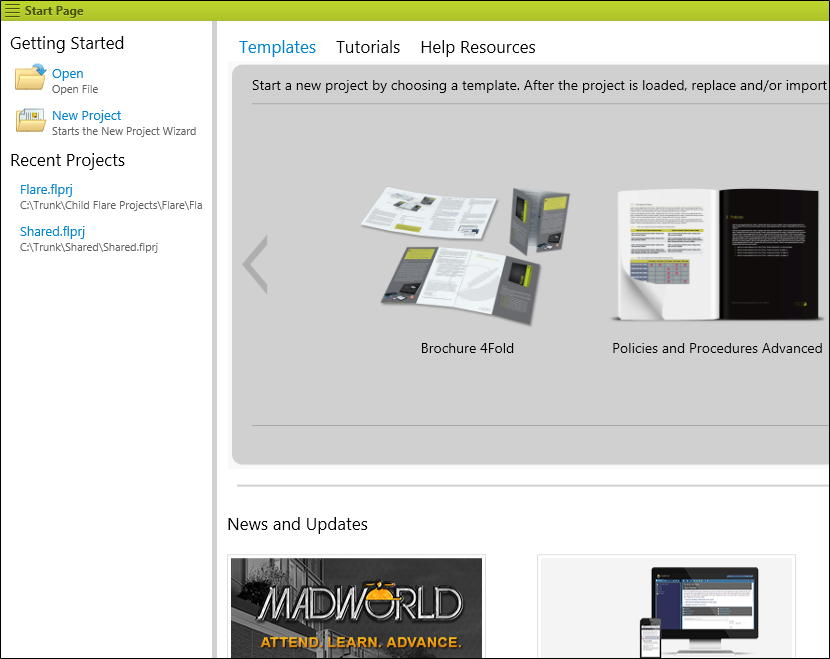 Start Page
Getting Started
Open
Open File
New Project
Starts the New Project Wizard
Recent Projects
Flare.flprj
C:\Trunk\Child Flare Projects\Flare\Fla
Shared.flprj
C:\Trunk\Shared\Shared.flprj
Templates Tutorials Help Resources
Start a new project by choosing a template. After the project is loaded, replace and/or import
Brochure 4Fold
Policies and Procedures Advanced
News and Updates
MADWORLD
ATTEND. LEARN. ADVANCE.